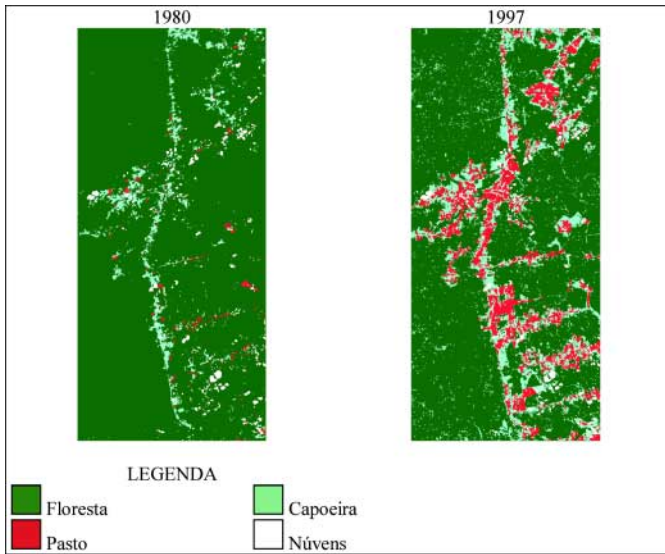 1980
1997
LEGENDA
Floresta
Capoeira
Pasto
Núvens